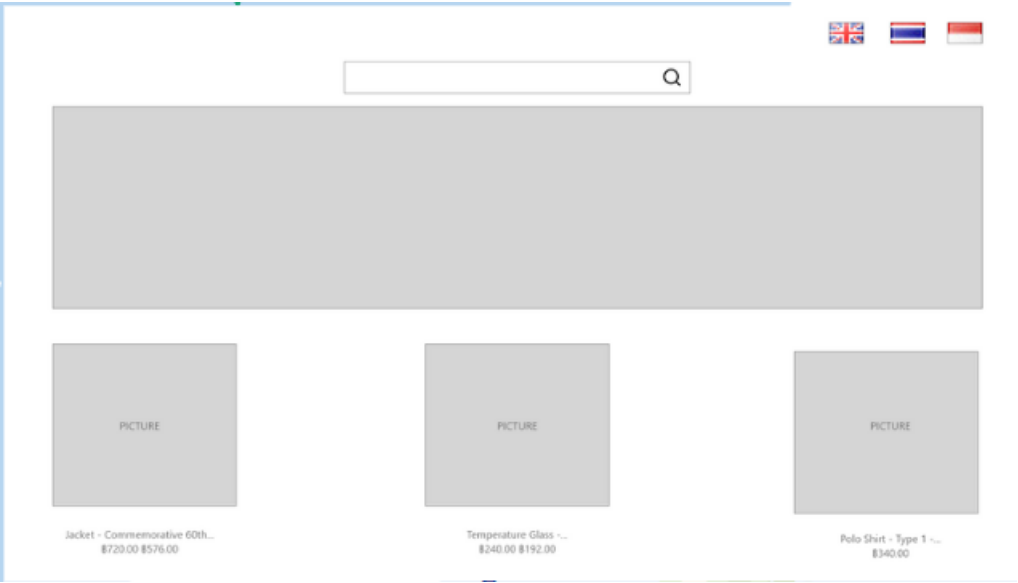 PICTURE
PICTURE
PICTURE
Jacket - Commemorative 60th...
฿720.00 ฿576.00
Temperature Glass -...
฿240.00 ฿192.00
Polo Shirt - Type 1 -...
฿340.00